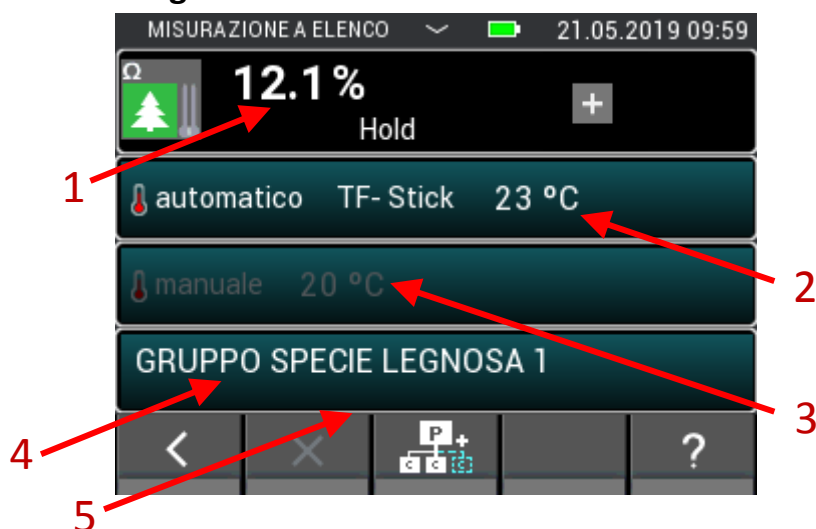 MISURAZIONE A ELENCO 21.05.2019 09:59
Ω
12.1%
Hold
+
1
automatico TF- Stick 23 °C
2
manuale 20 °C
GRUPPO SPECIE LEGNOSA 1
3
4
P +
c c c
?
5